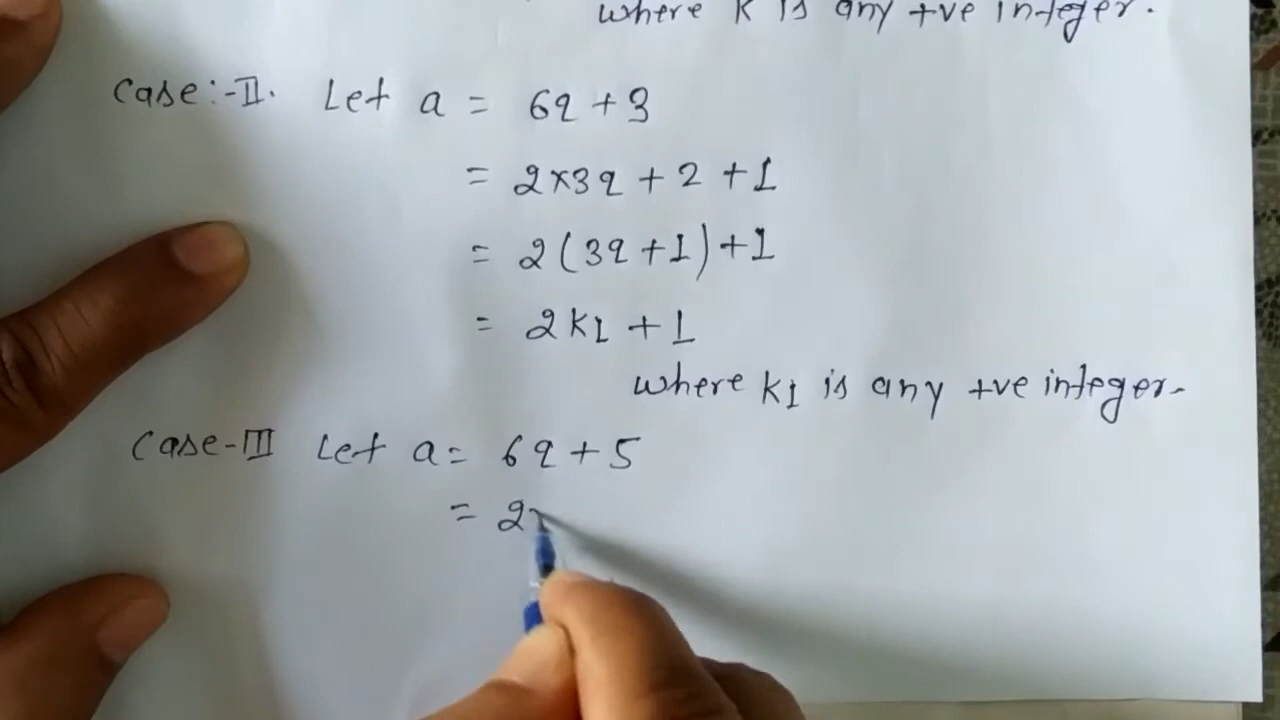 where K is any +ve integer.
Case:-II. Let a = 6q + 3
= 2×3q + 2 + 1
= 2(3q + 1) + 1
= 2k1 + 1
where k1 is any +ve integer-
Case-III Let a = 6q + 5
= 2×